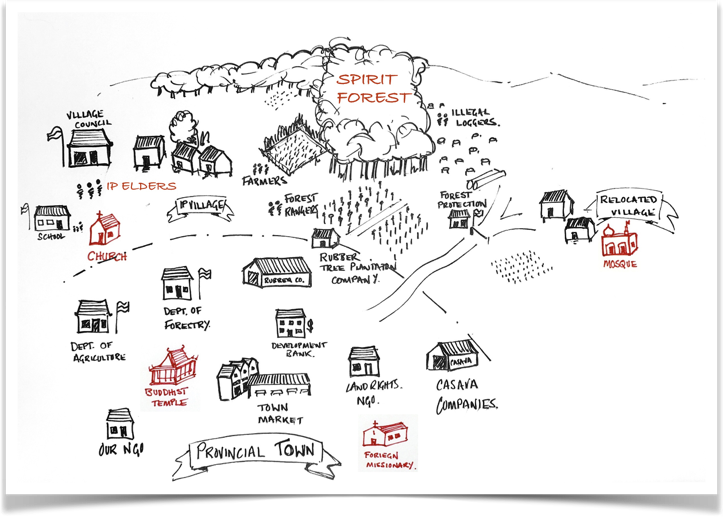 SPIRIT
FOREST
VILLAGE
COUNCIL
ILLEGAL
LOGGERS.
IP ELDERS
FARMERS
IP VILLAGE
FOREST
RANGERS
FOREST
PROTECTION
RELOCATED
VILLAGE
SCHOOL
CHURCH
MOSQUE
RUBBER
TREE PLANTATION
COMPANY.
RUBBER CO.
DEPT. OF
FORESTRY.
DEPT. OF
AGRICULTURE
DEVELOPMENT
BANK.
$
BUDDHIST
TEMPLE
TOWN
MARKET
LAND RIGHTS.
NGO.
CASAVA
CASAVA
COMPANIES.
OUR NGO
PROVINCIAL TOWN
FORIEGN
MISSIONARY.